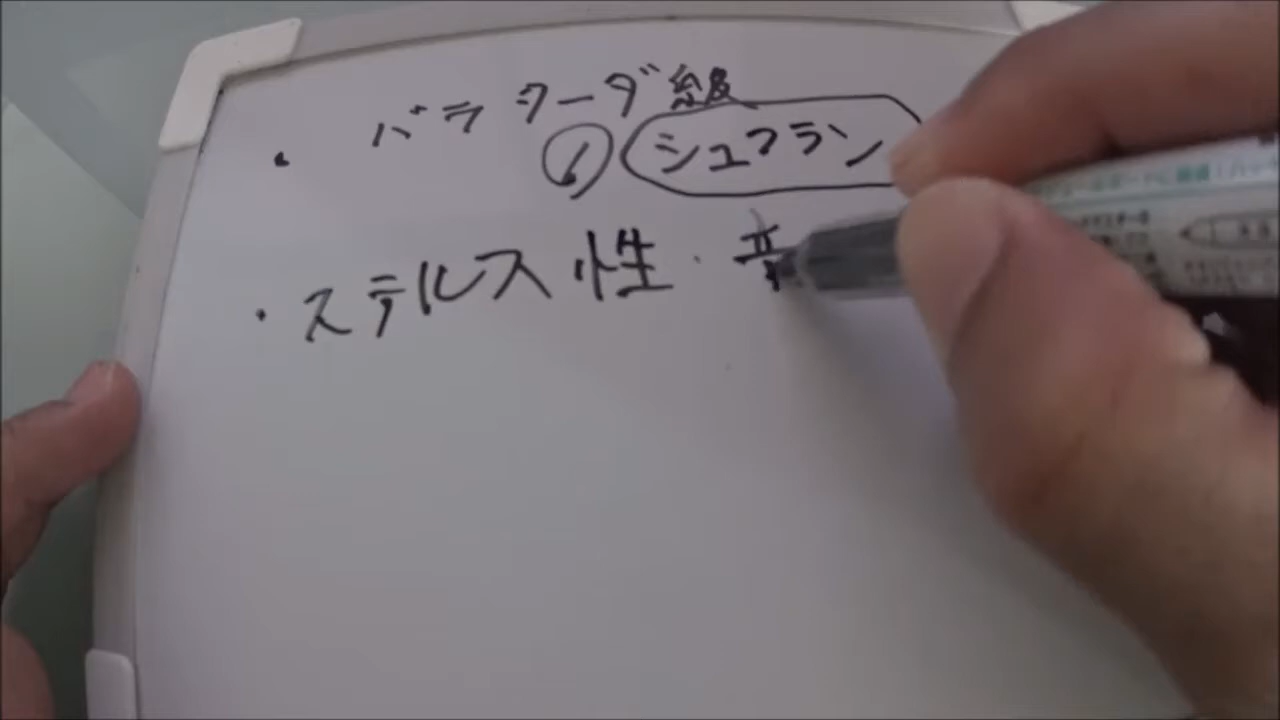 ・ バラクーダ級
① シュフラン
・ステルス性・